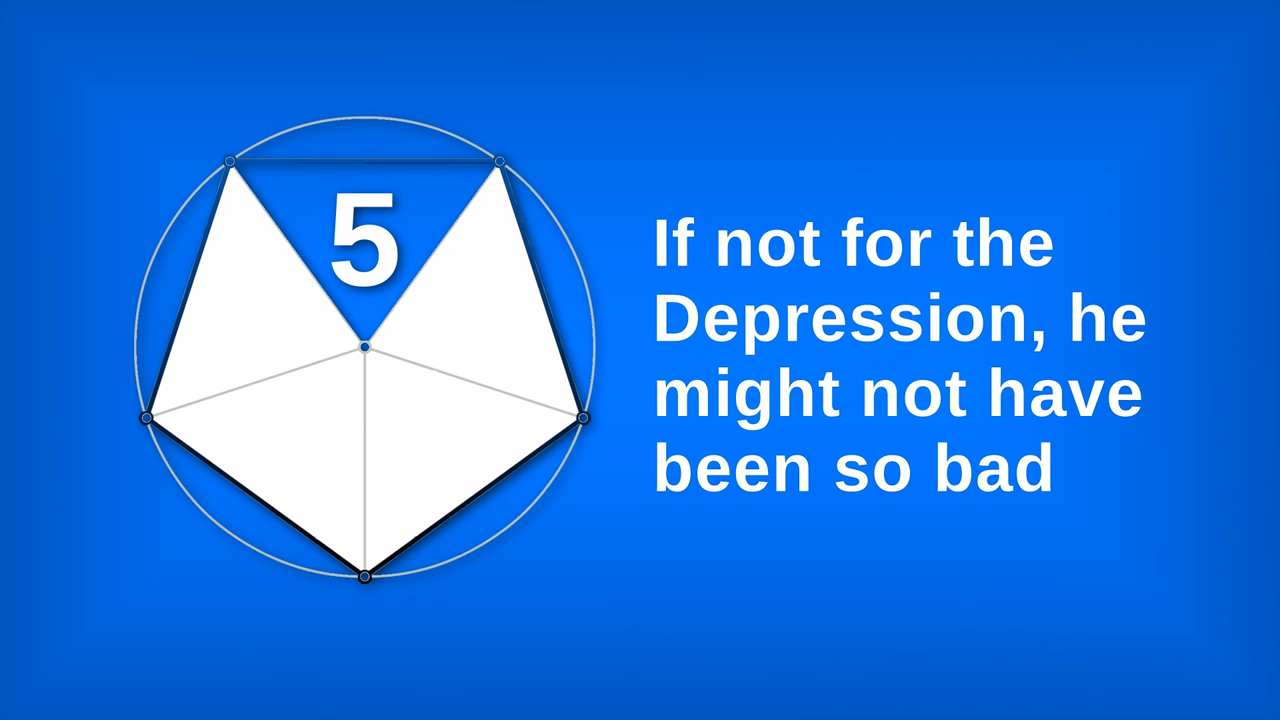 5
If not for the
Depression, he
might not have
been so bad